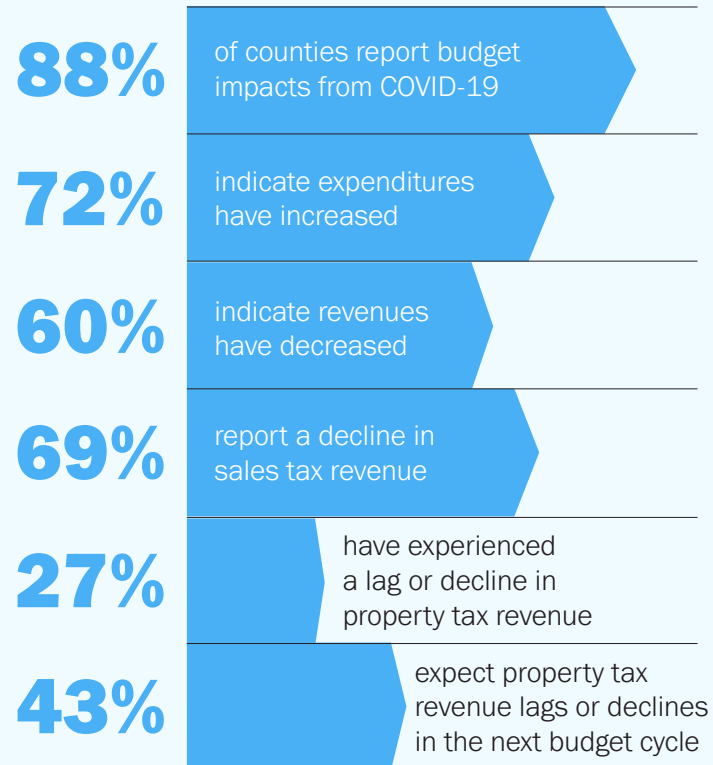 88%
of counties report budget
impacts from COVID-19
72%
indicate expenditures
have increased
60%
indicate revenues
have decreased
69%
report a decline in
sales tax revenue
27%
have experienced
a lag or decline in
property tax revenue
43%
expect property tax
revenue lags or declines
in the next budget cycle